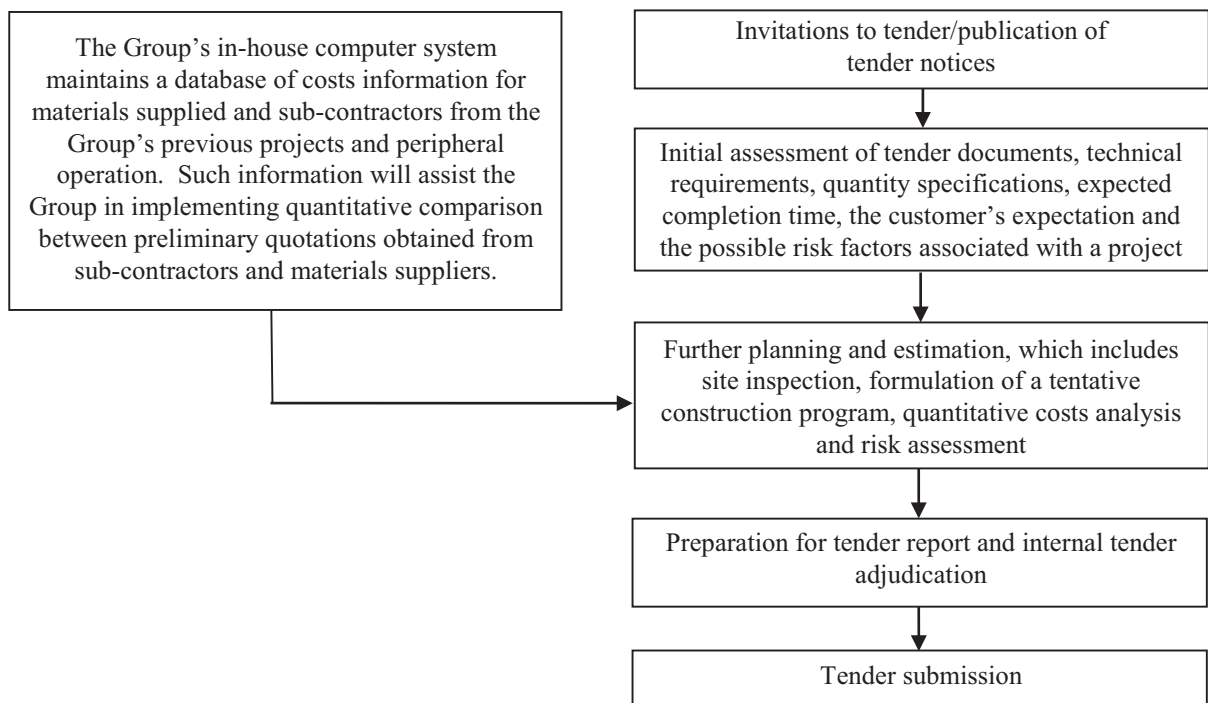 The Group’s in-house computer system
maintains a database of costs information for
materials supplied and sub-contractors from the
Group’s previous projects and peripheral
operation.  Such information will assist the
Group in implementing quantitative comparison
between preliminary quotations obtained from
sub-contractors and materials suppliers.
Invitations to tender/publication of
tender notices
Initial assessment of tender documents, technical
requirements, quantity specifications, expected
completion time, the customer’s expectation and
the possible risk factors associated with a project
Further planning and estimation, which includes
site inspection, formulation of a tentative
construction program, quantitative costs analysis
and risk assessment
Preparation for tender report and internal tender
adjudication
Tender submission